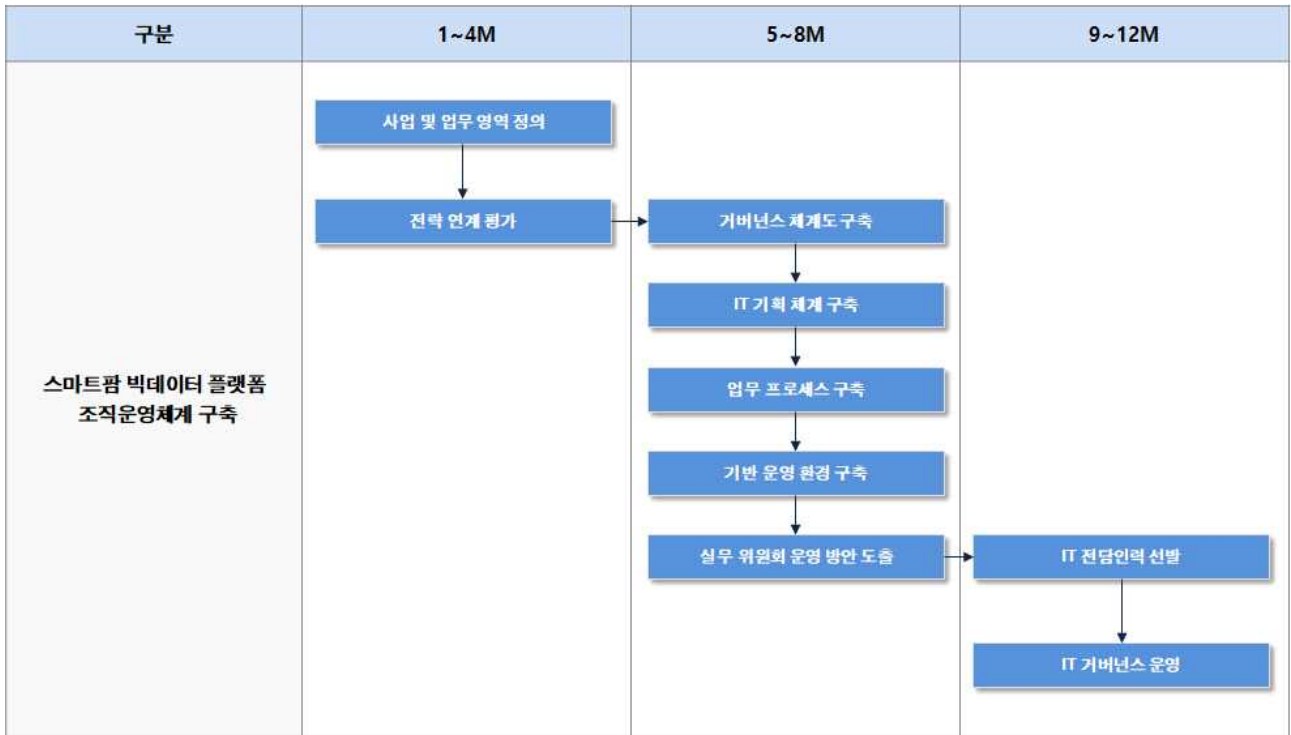 구분
1~4M
5~8M
9~12M
스마트팜 빅데이터 플랫폼
조직운영체계 구축
사업 및 업무 영역 정의
전략 연계 평가
거버넌스 체계도 구축
IT 기획 체계 구축
업무 프로세스 구축
기반 운영 환경 구축
실무 위원회 운영 방안 도출
IT 전담인력 선발
IT 거버넌스 운영